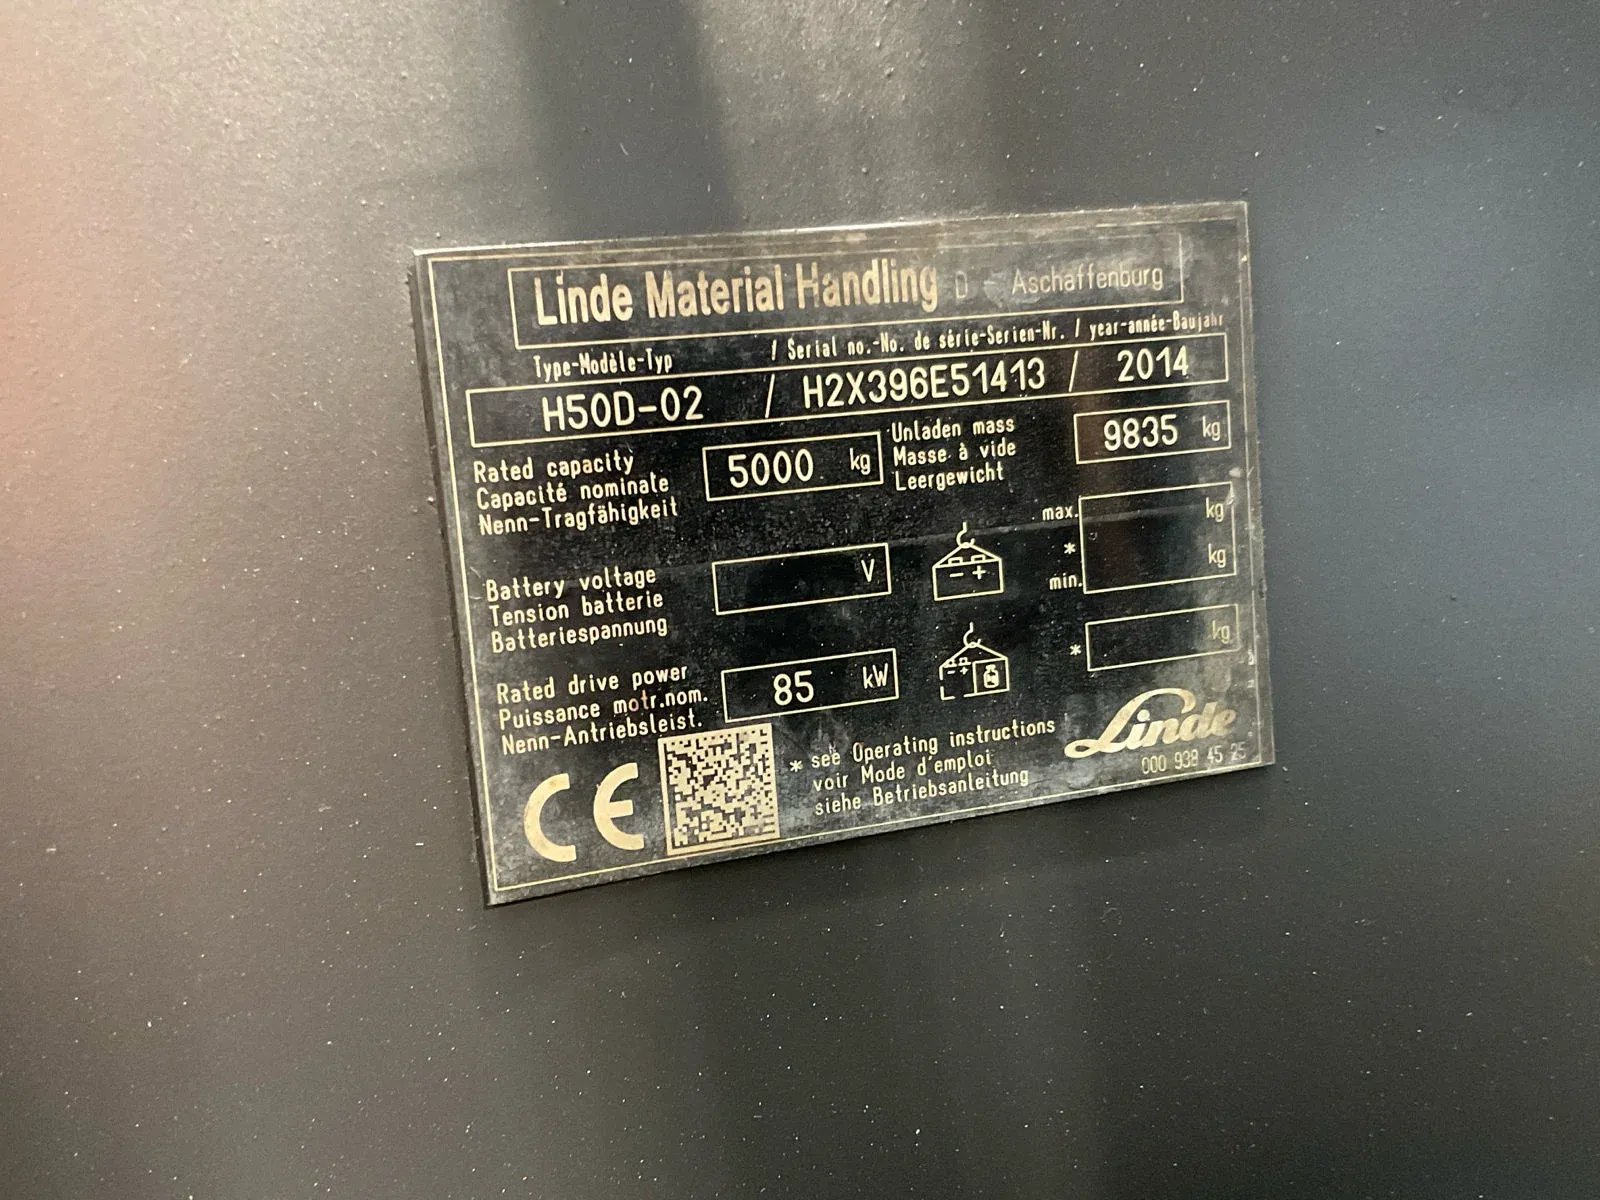 Linde Material Handling D - Aschaffenburg
Type-Modèle-Typ / Serial no.-No. de série-Serien-Nr. / year-année-Baujahr
H50D-02 / H2X396E51413 / 2014
Rated capacity
Capacité nominate
Nenn-Tragfähigkeit
5000 kg
Unladen mass
Masse à vide
Leergewicht
9835 kg
Battery voltage
Tension batterie
Batteriespannung
V
- +
max. kg
*
min. kg
Rated drive power
Puissance motr.nom.
Nenn-Antriebsleist.
85 kW
- +
* kg
CE
* see Operating instructions
voir Mode d'emploi
siehe Betriebsanleitung
Linde
000 938 45 25